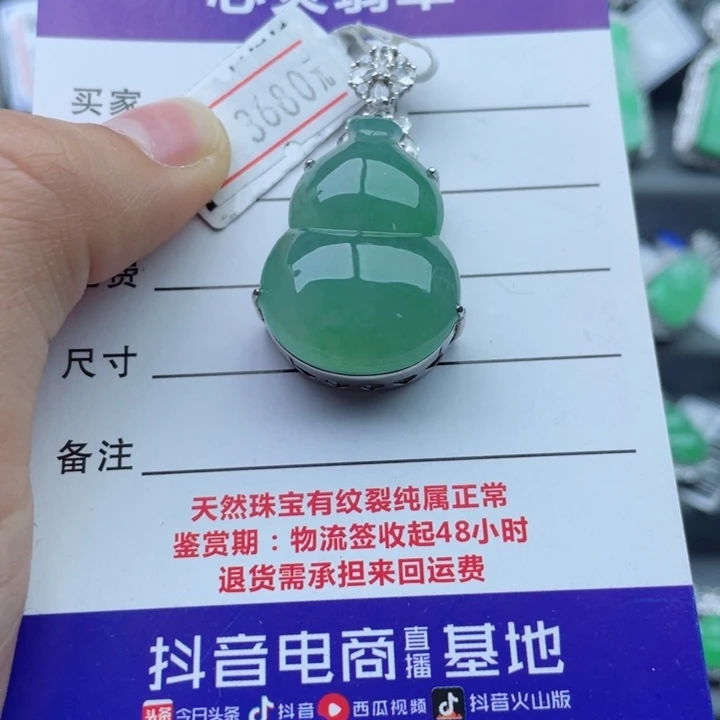 买家
3680元
费
尺寸
备注
天然珠宝有纹裂纯属正常
鉴赏期：物流签收起48小时
退货需承担来回运费
抖音电商直播基地
头条 今日头条 抖音 西瓜视频 抖音火山版